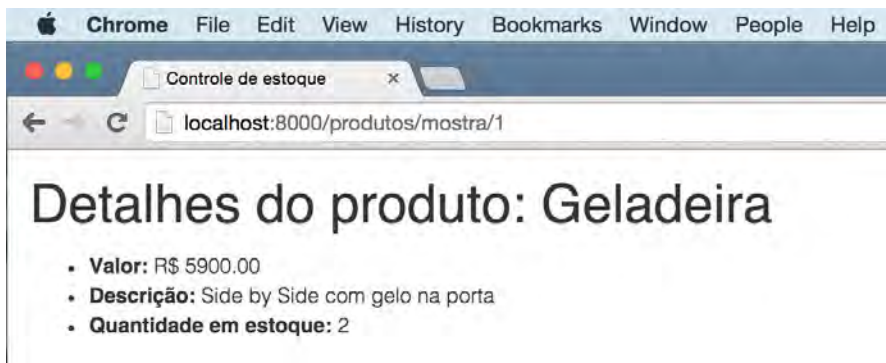 Chrome File Edit View History Bookmarks Window People Help
Controle de estoque ×
localhost:8000/produtos/mostra/1
Detalhes do produto: Geladeira
• Valor: R$ 5900.00
• Descrição: Side by Side com gelo na porta
• Quantidade em estoque: 2